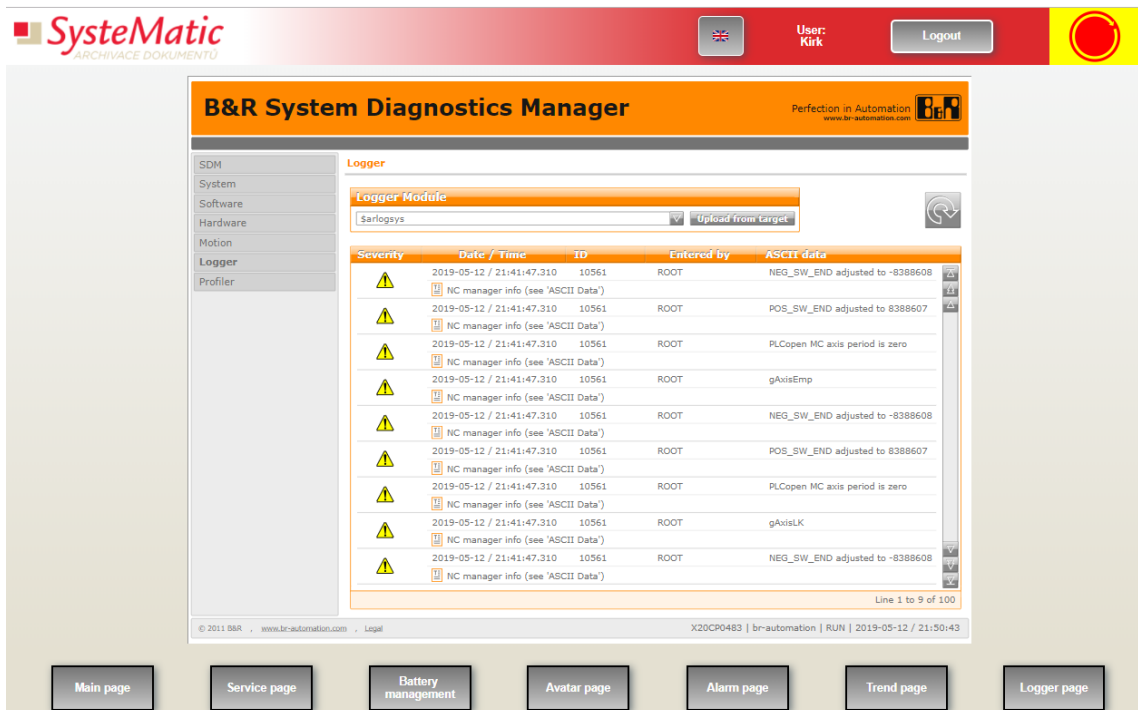 SysteMatic
ARCHIVACE DOKUMENTŮ
User:
Kirk
Logout
B&R System Diagnostics Manager
Perfection in Automation
www.br-automation.com
B&R
SDM
System
Software
Hardware
Motion
Logger
Profiler
Logger
Logger Module
$arlogsys
Upload from target
Severity Date / Time ID Entered by ASCII data
2019-05-12 / 21:41:47.310 10561 ROOT NEG_SW_END adjusted to -8388608
NC manager info (see 'ASCII Data')
2019-05-12 / 21:41:47.310 10561 ROOT POS_SW_END adjusted to 8388607
NC manager info (see 'ASCII Data')
2019-05-12 / 21:41:47.310 10561 ROOT PLCopen MC axis period is zero
NC manager info (see 'ASCII Data')
2019-05-12 / 21:41:47.310 10561 ROOT gAxisEmp
NC manager info (see 'ASCII Data')
2019-05-12 / 21:41:47.310 10561 ROOT NEG_SW_END adjusted to -8388608
NC manager info (see 'ASCII Data')
2019-05-12 / 21:41:47.310 10561 ROOT POS_SW_END adjusted to 8388607
NC manager info (see 'ASCII Data')
2019-05-12 / 21:41:47.310 10561 ROOT PLCopen MC axis period is zero
NC manager info (see 'ASCII Data')
2019-05-12 / 21:41:47.310 10561 ROOT gAxisLK
NC manager info (see 'ASCII Data')
2019-05-12 / 21:41:47.310 10561 ROOT NEG_SW_END adjusted to -8388608
NC manager info (see 'ASCII Data')
Line 1 to 9 of 100
© 2011 B&R , www.br-automation.com , Legal
X20CP0483 | br-automation | RUN | 2019-05-12 / 21:50:43
Main page
Service page
Battery
management
Avatar page
Alarm page
Trend page
Logger page